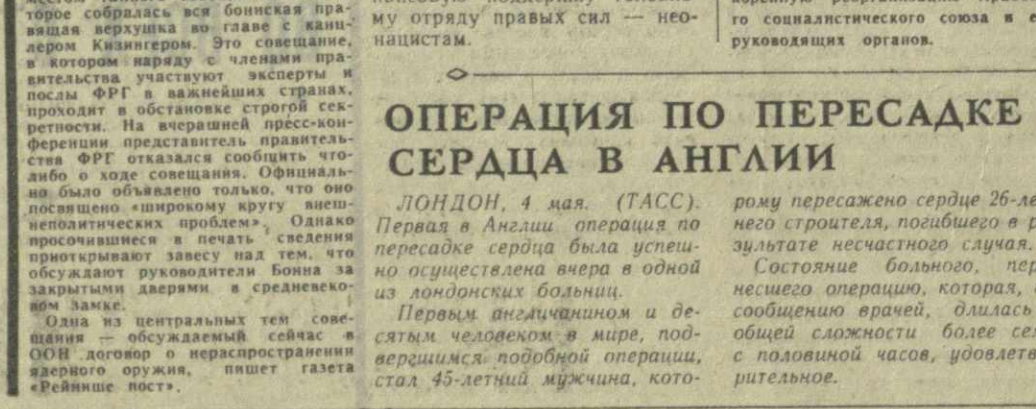 торое собралась вся боннская пра-
вящая верхушка во главе с канц-
лером Кизингером. Это совещание,
в котором наряду с членами пра-
вительства участвуют эксперты и
послы ФРГ в важнейших странах,
проходит в обстановке строгой сек-
ретности. На вчерашней пресс-кон-
ференции представитель правитель-
ства ФРГ отказался сообщить что-
либо о ходе совещания. Официаль-
но было объявлено только, что оно
посвящено «широкому кругу внеш-
неполитических проблем». Однако
просочившиеся в печать сведения
приоткрывают завесу над тем, что
обсуждают руководители Бонна за
закрытыми дверями в средневеко-
вом замке.
Одна из центральных тем сове-
щания — обсуждаемый сейчас в
ООН договор о нераспространении
ядерного оружия, пишет газета
«Рейнише пост».
му отряду правых сил — нео-
нацистам.
го социалистического союза и
руководящих органов.
ОПЕРАЦИЯ ПО ПЕРЕСАДКЕ
СЕРДЦА В АНГЛИИ
ЛОНДОН, 4 мая. (ТАСС).
Первая в Англии операция по
пересадке сердца была успеш-
но осуществлена вчера в одной
из лондонских больниц.
Первым англичанином и де-
сятым человеком в мире, под-
вергшимся подобной операции,
стал 45-летний мужчина, кото-
рому пересажено сердце 26-ле
него строителя, погибшего в р
зультате несчастного случая.
Состояние больного, пер
несшего операцию, которая,
сообщению врачей, длилась
общей сложности более се
с половиной часов, удовлетв
рительное.